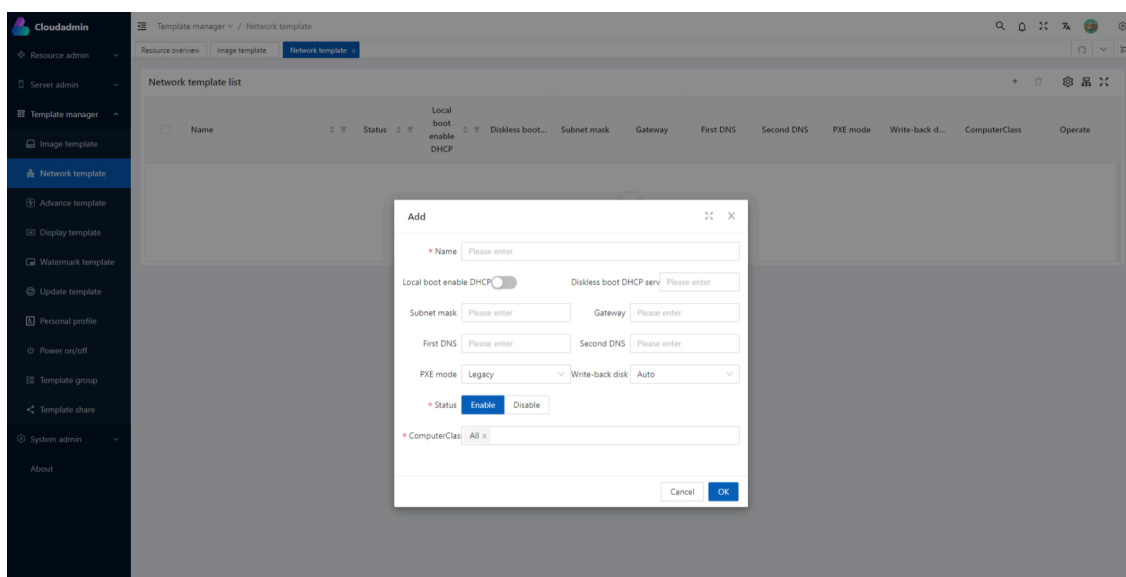 Cloudadmin
Template manager / Network template
Resource admin
Resource overview
Image template
Network template ×
Server admin
Network template list
Template manager
Name
Status
Local
boot
enable
DHCP
Diskless boot...
Subnet mask
Gateway
First DNS
Second DNS
PXE mode
Write-back d...
ComputerClass
Operate
Image template
Network template
Advance template
Display template
Watermark template
Update template
Personal profile
Power on/off
Template group
Template share
System admin
About
Add
* Name Please enter
Local boot enable DHCP
Diskless boot DHCP serv Please enter
Subnet mask Please enter
Gateway Please enter
First DNS Please enter
Second DNS Please enter
PXE mode Legacy
Write-back disk Auto
* Status Enable Disable
* ComputerClas All ×
Cancel
OK